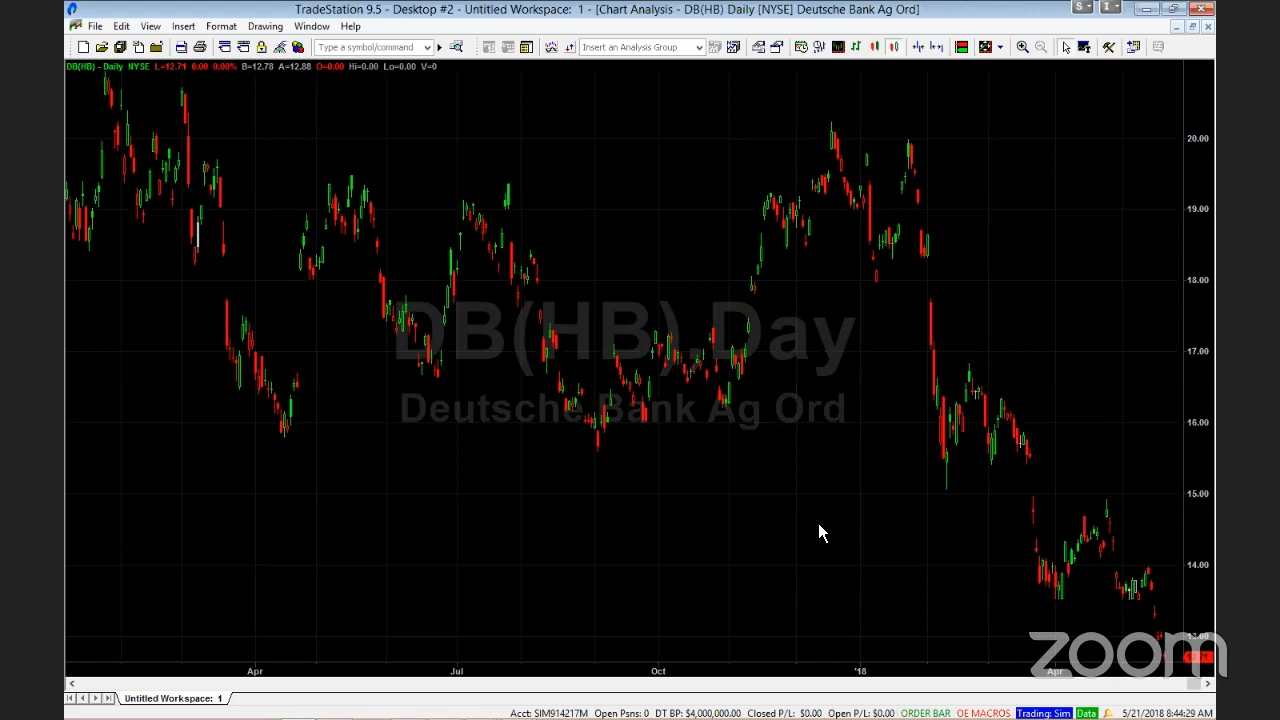 TradeStation 9.5 - Desktop #2 - Untitled Workspace: 1 - [Chart Analysis - DB(HB) Daily [NYSE] Deutsche Bank Ag Ord]
S I
File Edit View Insert Format Drawing Window Help
Type a symbol/command Insert an Analysis Group
DB(HB) - Daily NYSE L=12.71 0.00 0.00% B=12.78 A=12.88 O=0.00 Hi=0.00 Lo=0.00 V=0
20.00
19.00
18.00
DB(HB),Day
17.00
Deutsche Bank Ag Ord
16.00
15.00
14.00
13.00
zoom
12.71
Apr Jul Oct '18 Apr
Untitled Workspace: 1
Acct: SIM914217M Open Psns: 0 DT BP: $4,000,000.00 Closed P/L: $0.00 Open P/L: $0.00 ORDER BAR OE MACROS Trading: Sim Data 5/21/2018 8:44:29 AM